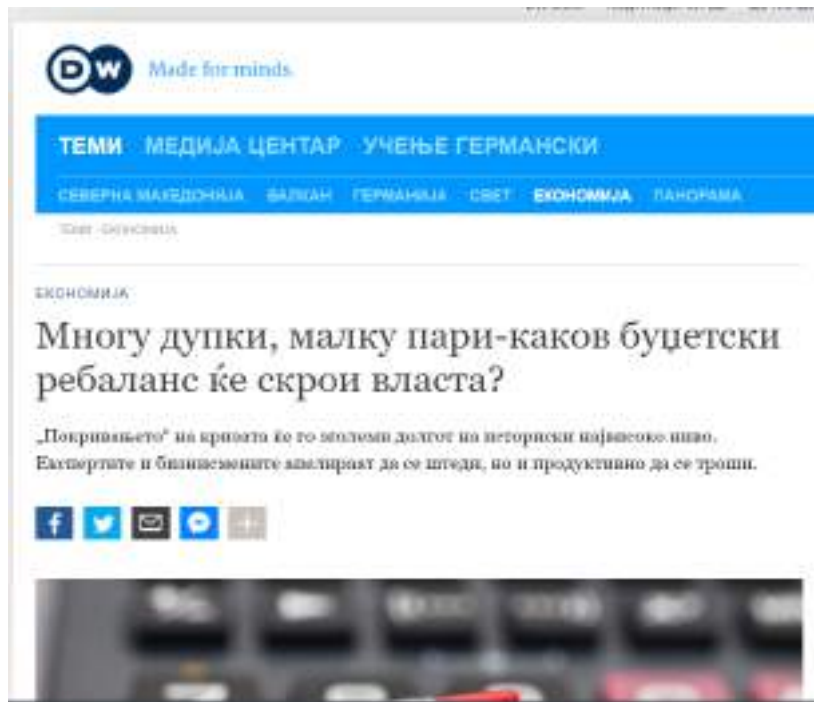 DW Made for minds.
ТЕМИ МЕДИЈА ЦЕНТАР УЧЕЊЕ ГЕРМАНСКИ
СЕВЕРНА МАКЕДОНИЈА БАЛКАН ГЕРМАНИЈА СВЕТ ЕКОНОМИЈА ПАНОРАМА
ТЕМИ ЕКОНОМИЈА
ЕКОНОМИЈА
Многу дупки, малку пари-каков буџетски
ребаланс ќе скрои власта?
„Покривањето“ на кризата ќе го зголеми долгот на историски највисоко ниво.
Експертите и бизнисмените апелираат да се штеди, но и продуктивно да се троши.